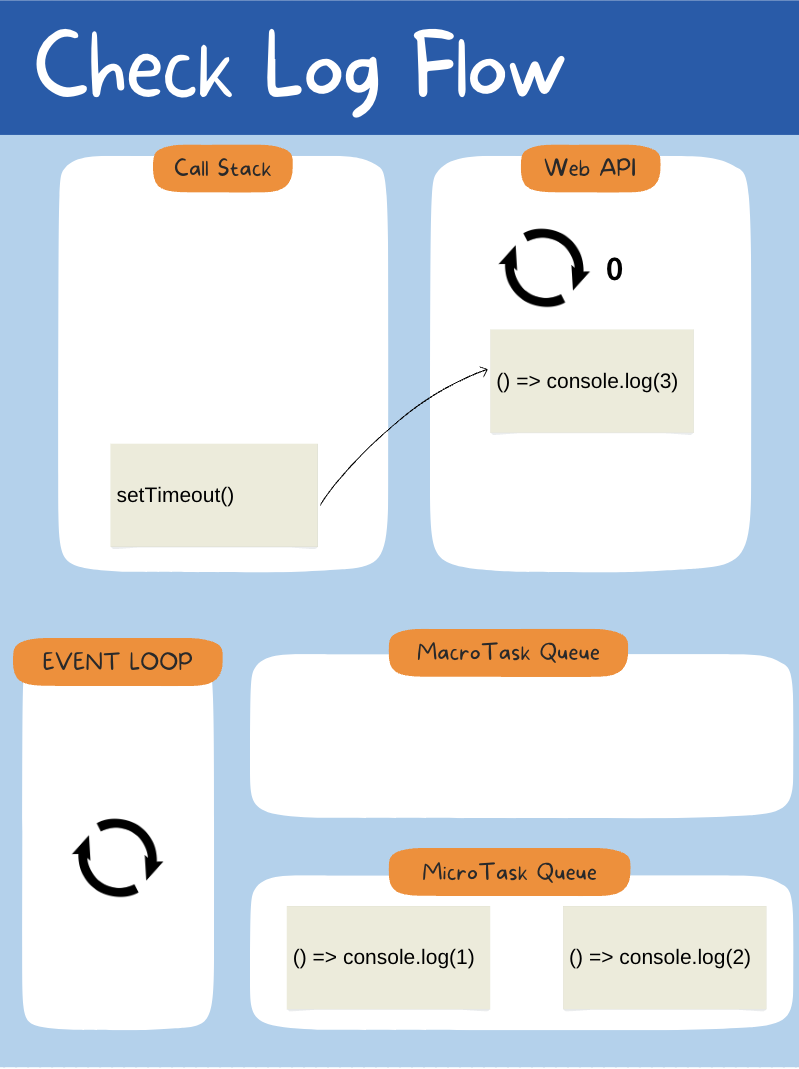 Check Log Flow
Call Stack
Web API
0
() => console.log(3)
setTimeout()
EVENT LOOP
MacroTask Queue
MicroTask Queue
() => console.log(1)
() => console.log(2)